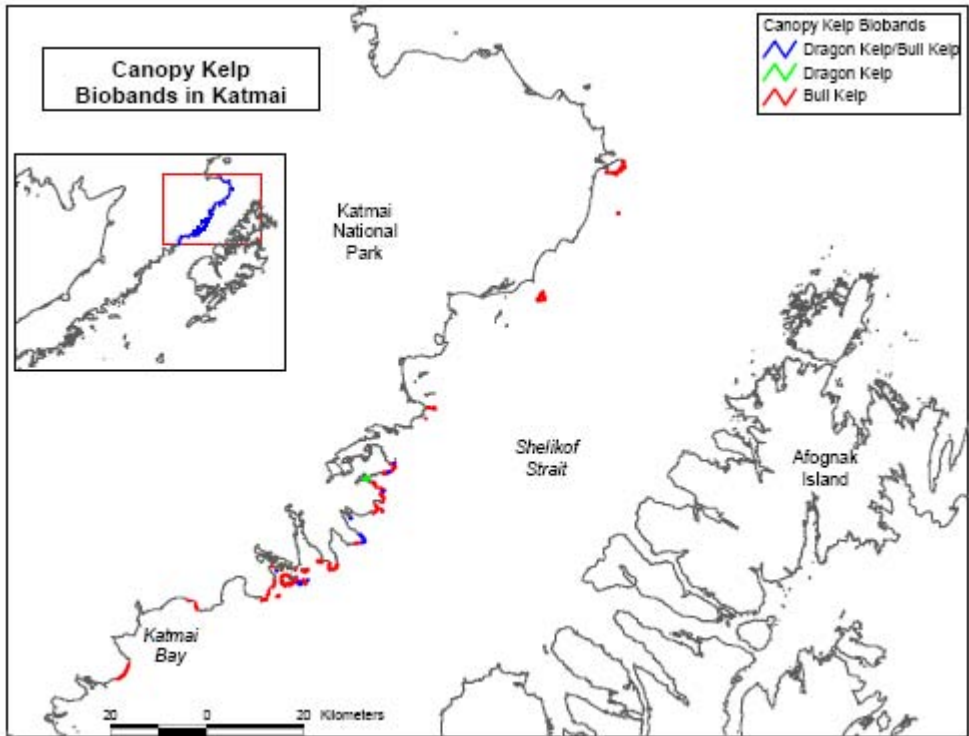 Canopy Kelp
Biobands in Katmai
Canopy Kelp Biobands
Dragon Kelp/Bull Kelp
Dragon Kelp
Bull Kelp
Katmai
National
Park
Shelikof
Strait
Afognak
Island
Katmai
Bay
20 0 20 Kilometers